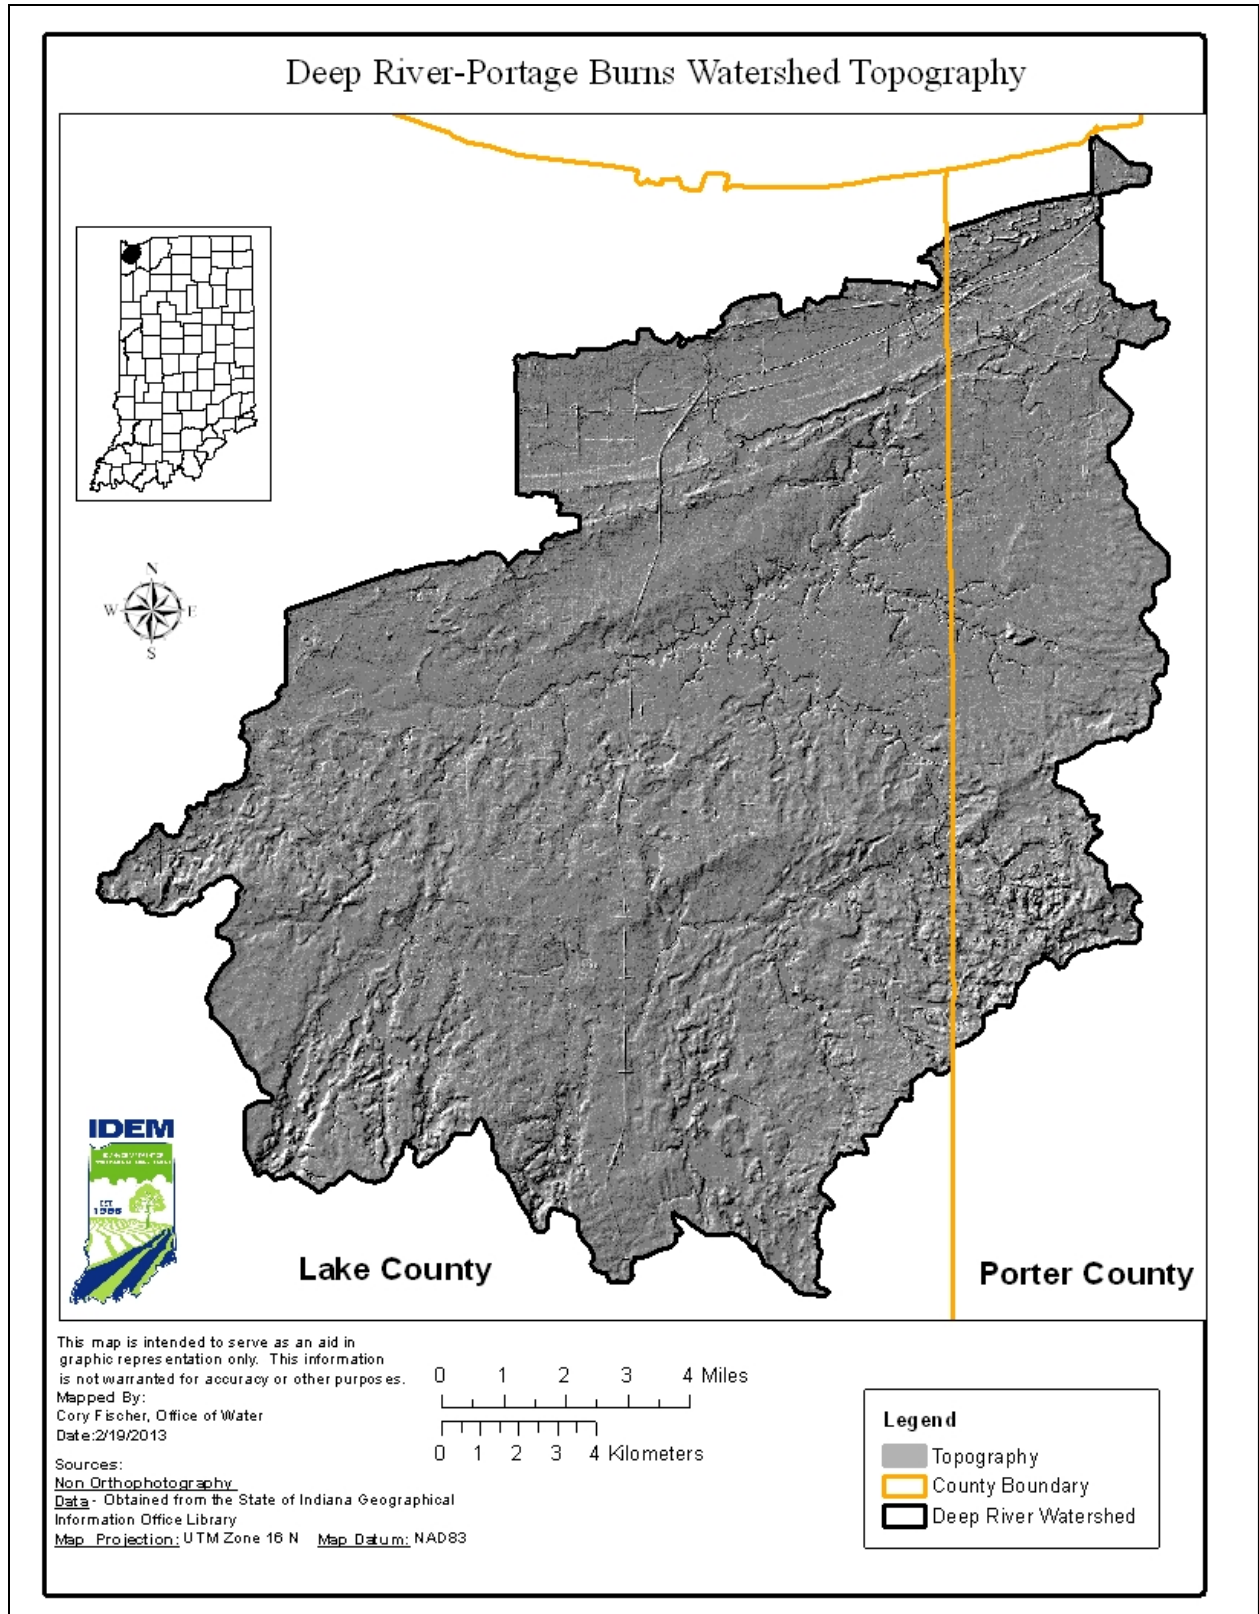 Deep River-Portage Burns Watershed Topography
N
W
E
S
IDEM
EST.
1986
Lake County
Porter County
This map is intended to serve as an aid in
graphic representation only. This information
is not warranted for accuracy or other purposes.
Mapped By:
Cory Fischer, Office of Water
Date:2/19/2013
Sources:
Non Orthophotography
Data - Obtained from the State of Indiana Geographical
Information Office Library
Map Projection: UTM Zone 16 N Map Datum: NAD83
0 1 2 3 4 Miles
0 1 2 3 4 Kilometers
Legend
Topography
County Boundary
Deep River Watershed